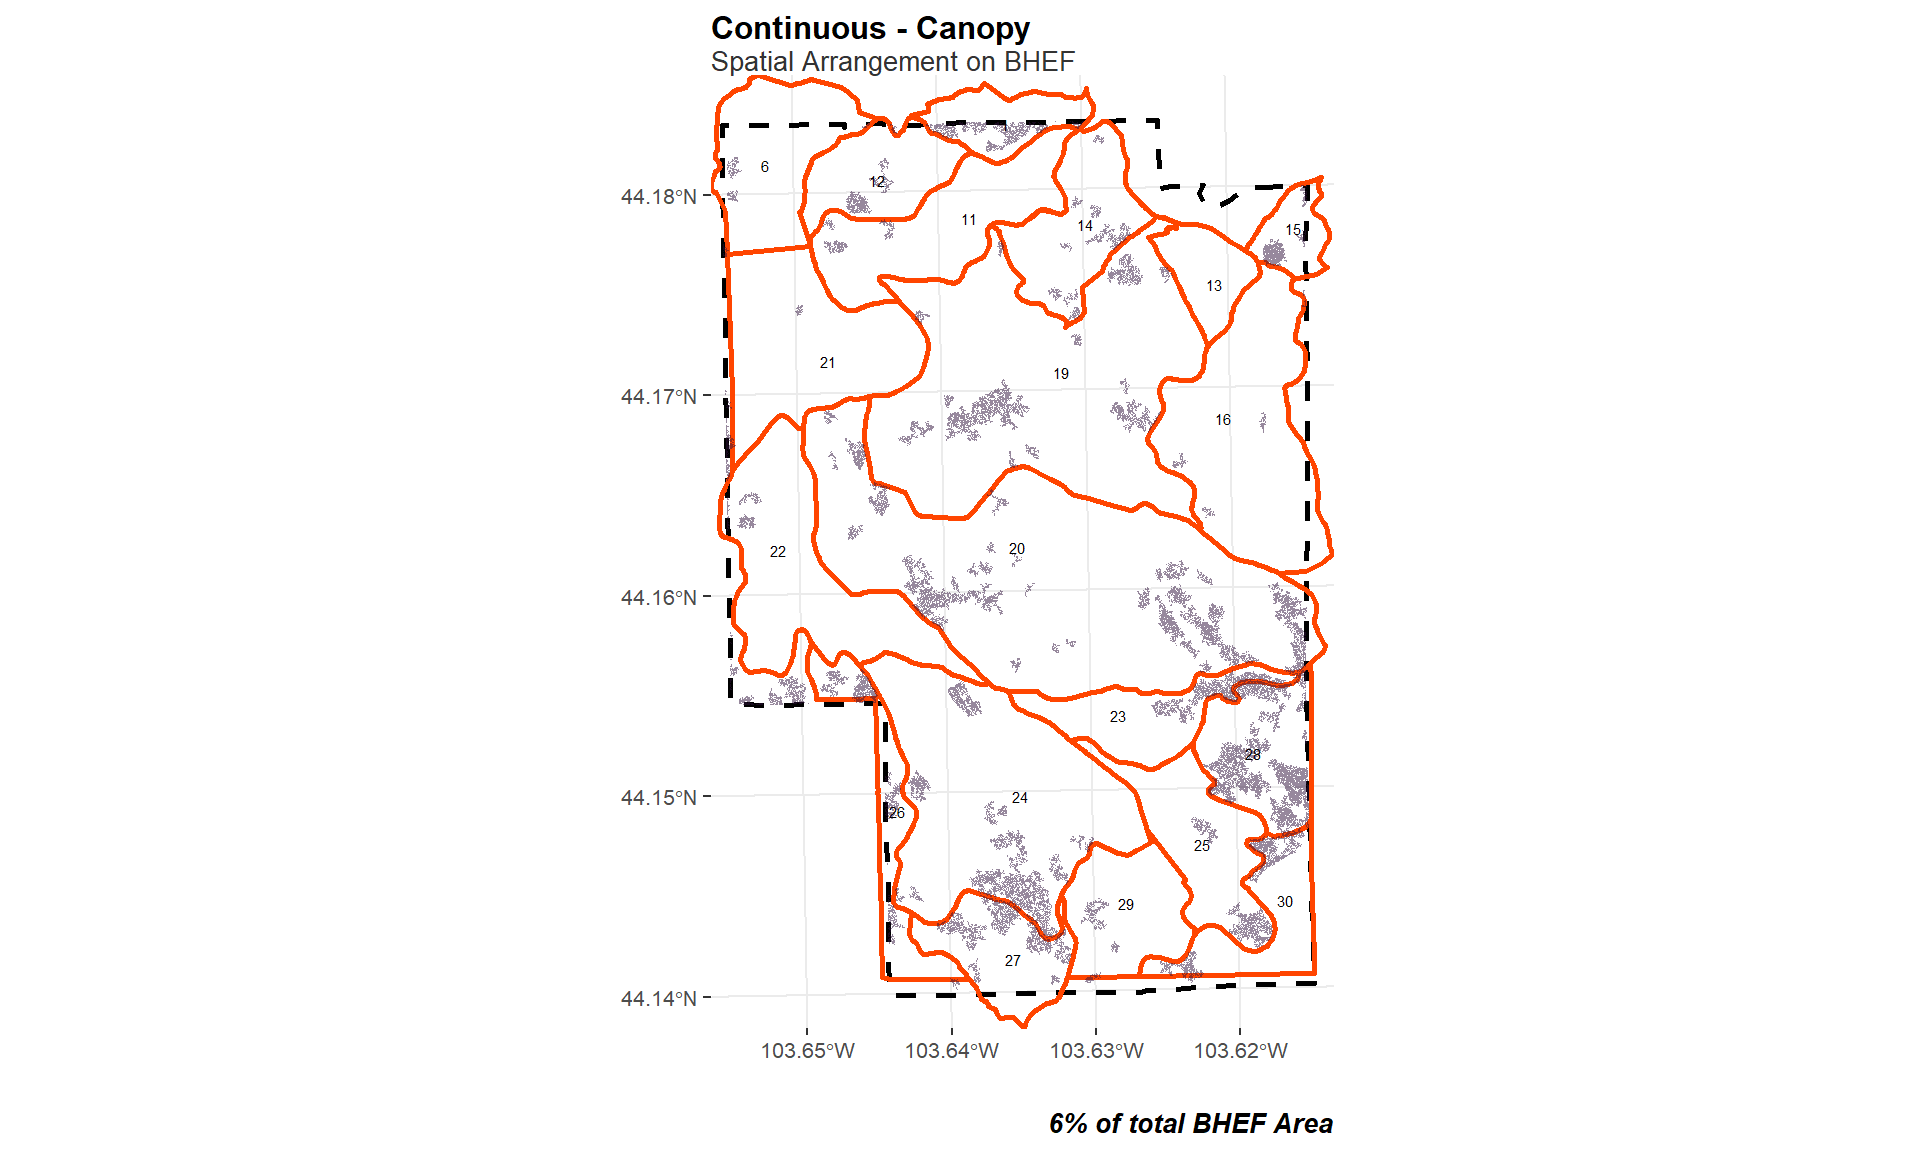 Continuous - Canopy
Spatial Arrangement on BHEF
6
12
11
14
15
44.18°N
13
21
19
44.17°N
16
22
20
44.16°N
23
28
24
44.15°N
26
25
29
30
27
44.14°N
103.65°W 103.64°W 103.63°W 103.62°W
6% of total BHEF Area